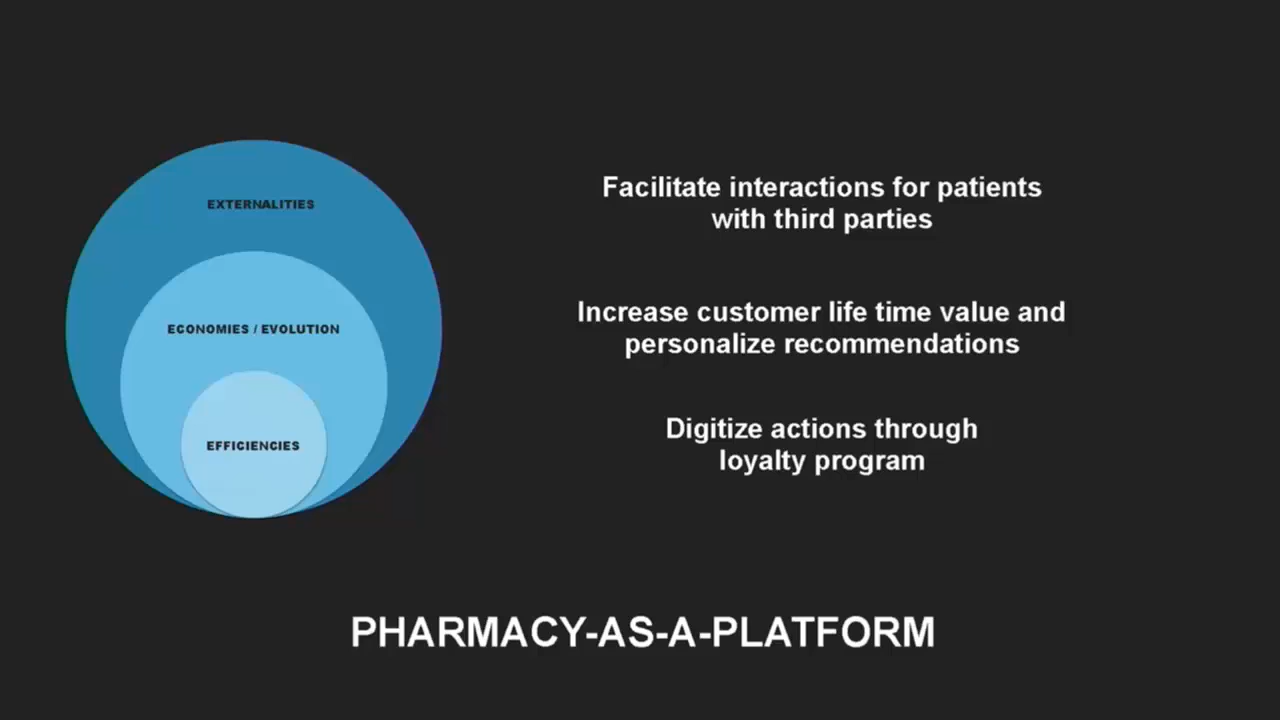 EXTERNALITIES
Facilitate interactions for patients
with third parties
ECONOMIES / EVOLUTION
Increase customer life time value and
personalize recommendations
EFFICIENCIES
Digitize actions through
loyalty program
PHARMACY-AS-A-PLATFORM